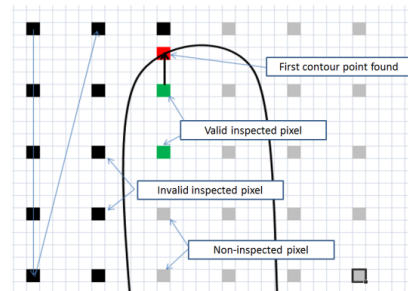 First contour point found
Valid inspected pixel
Invalid inspected pixel
Non-inspected pixel